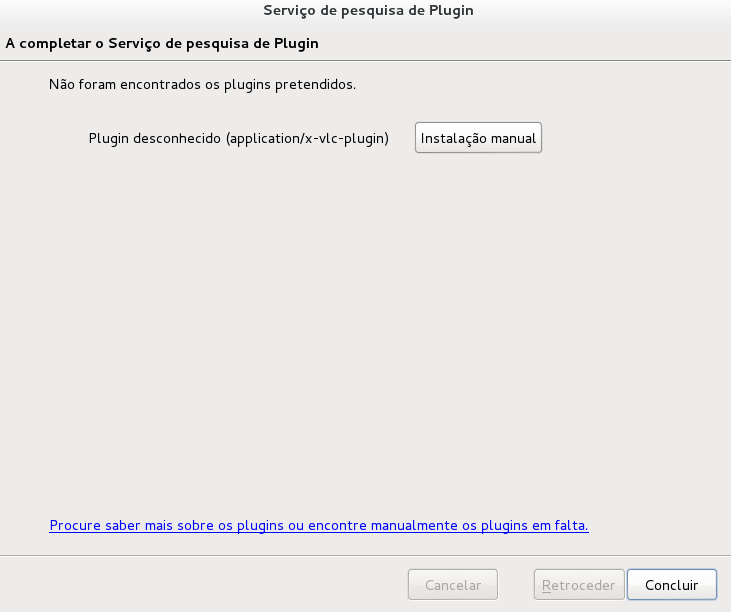 Serviço de pesquisa de Plugin
A completar o Serviço de pesquisa de Plugin
Não foram encontrados os plugins pretendidos.
Plugin desconhecido (application/x-vlc-plugin) Instalação manual
Procure saber mais sobre os plugins ou encontre manualmente os plugins em falta.
Cancelar Retroceder Concluir